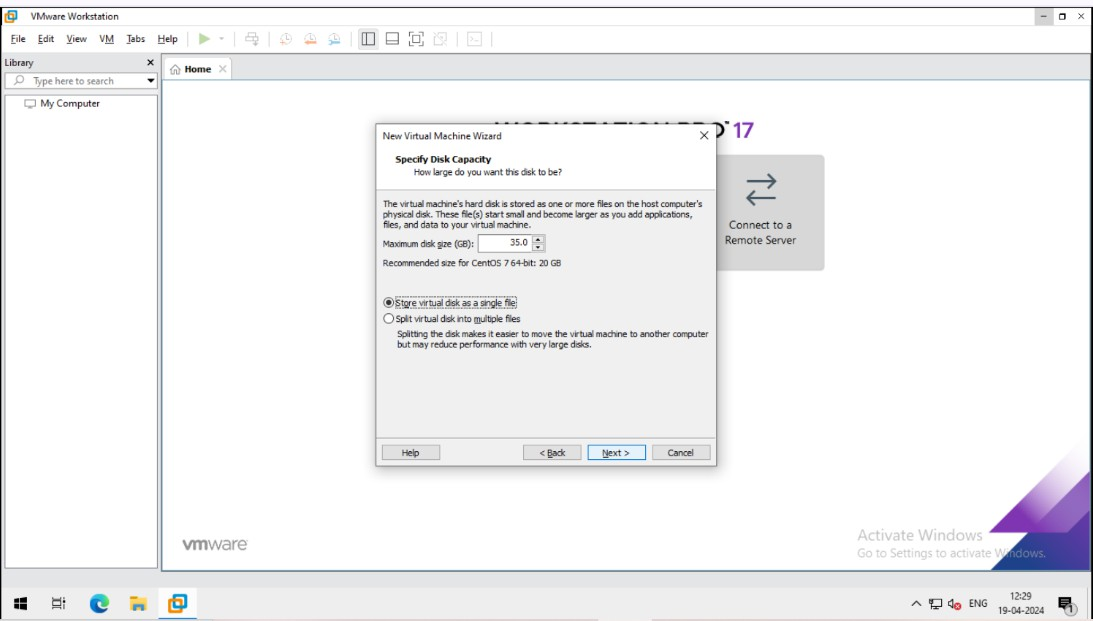 VMware Workstation
File Edit View VM Tabs Help
Library
Home
Type here to search
My Computer
17
New Virtual Machine Wizard
Specify Disk Capacity
How large do you want this disk to be?
The virtual machine's hard disk is stored as one or more files on the host computer's
physical disk. These file(s) start small and become larger as you add applications,
files, and data to your virtual machine.
Maximum disk size (GB): 35.0
Recommended size for CentOS 7 64-bit: 20 GB
Store virtual disk as a single file
Split virtual disk into multiple files
Splitting the disk makes it easier to move the virtual machine to another computer
but may reduce performance with very large disks.
Help < Back Next > Cancel
Connect to a
Remote Server
vmware
Activate Windows
Go to Settings to activate Windows.
ENG
12:29
19-04-2024
1